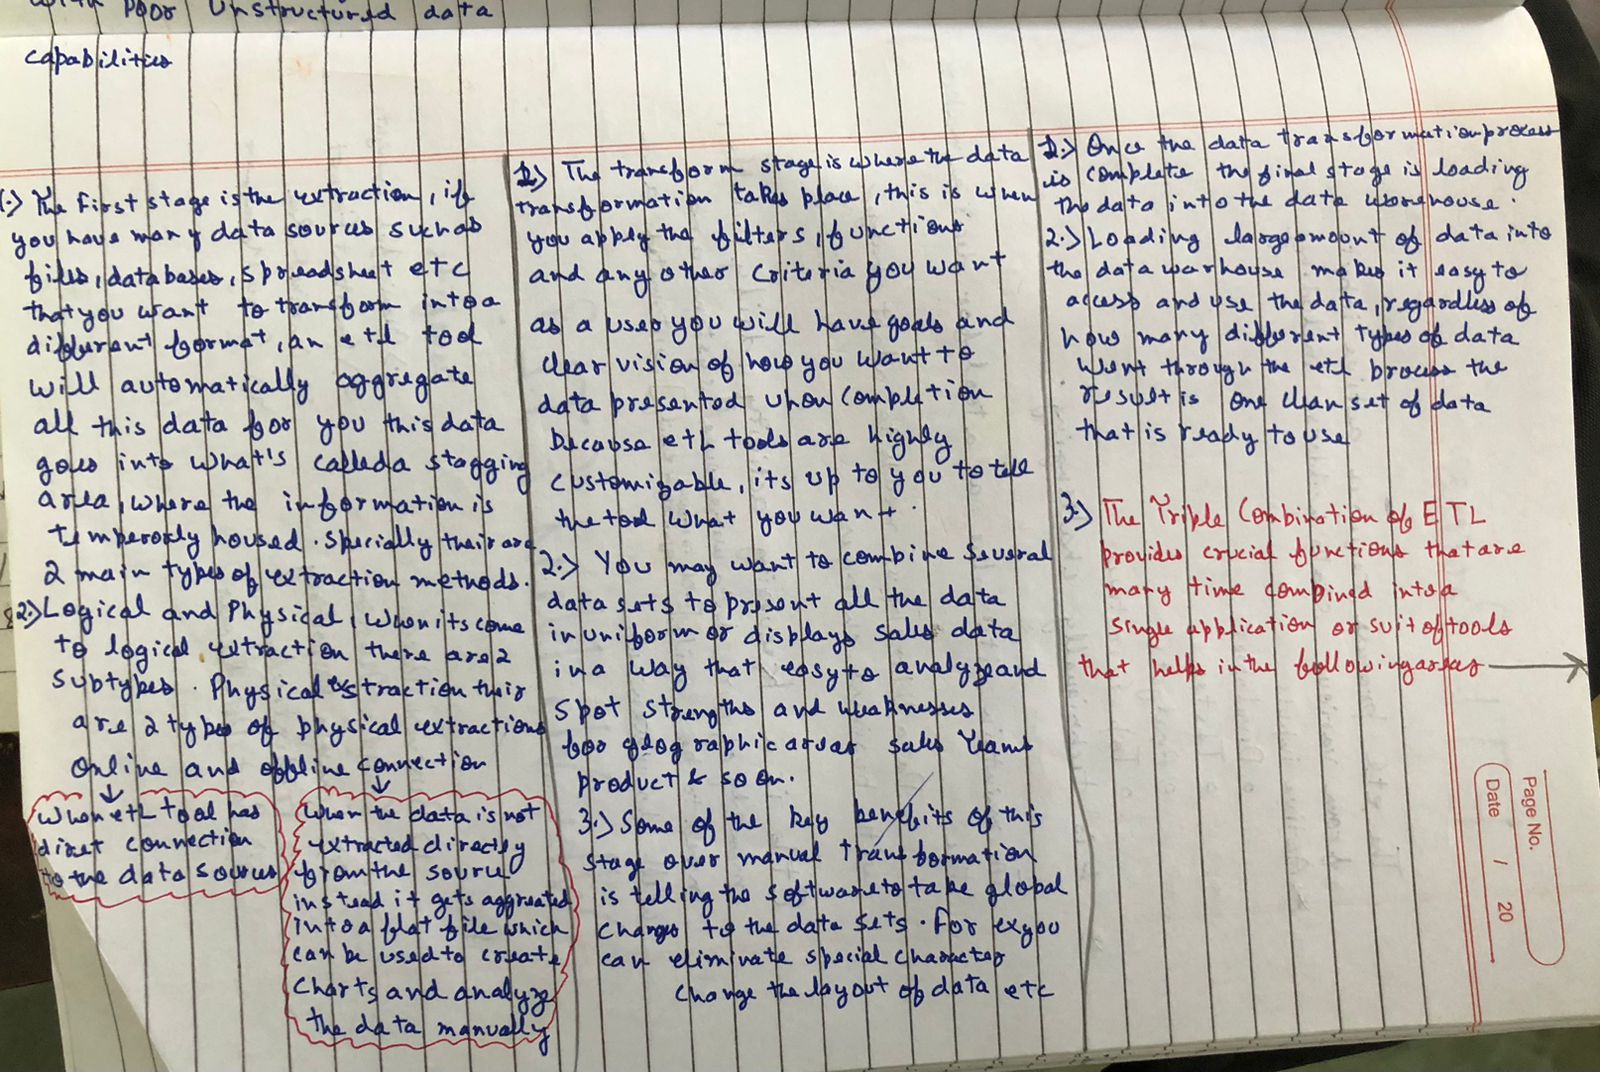 with Poor Unstructured data
capabilities
1.) The First stage is the extraction, if
you have many data sources such as
files, databases, spreadsheet etc
that you want to transform into a
different format, an etl tool
will automatically aggregate
all this data for you this data
goes into what's called a stagging
area, where the information is
temperorly housed. Specially their are
2 main types of extraction methods.
2.) Logical and Physical, when its come
to logical extraction there are 2
subtypes. Physical extraction their
are 2 types of physical extractions
online and offline connection
When etL tool has
direct connection
to the data sources
When the data is not
extracted directly
from the source
instead it gets aggreated
into a flat file which
can be used to create
charts and analyze
the data manually
1.) The transform stage is where the data
transformation takes place, this is when
you apply the filters, functions
and any other criteria you want
as a user you will have goals and
clear vision of how you want to
data presented upon completion
because etL tools are highly
customizable, its up to you to tell
the tool what you want.
2.) You may want to combine several
data sets to present all the data
in uniform or displays sales data
in a way that easy to analyze and
spot strengths and weaknesses
for geographic areas sales teams
product & so on.
3.) Some of the key benefits of this
stage over manual transformation
is telling the software to take global
changes to the data sets. For ex you
can eliminate special character
change the layout of data etc
1.) Once the data transformation process
is complete the final stage is loading
the data into the data warehouse.
2.) Loading large amount of data into
the data warhouse makes it easy to
access and use the data, regardless of
how many different types of data
went through the etl process the
result is one clean set of data
that is ready to use
3.) The Triple Combination of ETL
provides crucial functions that are
many time combined into a
single application or suit of tools
that helps in the following areas
Page No.
Date / 20